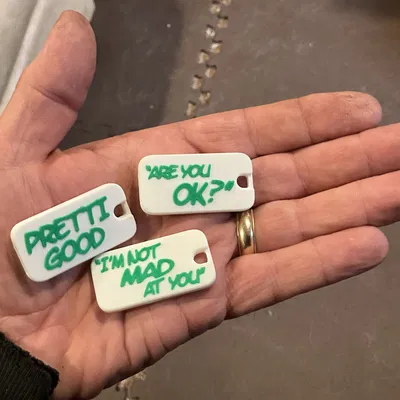 "ARE YOU
OK?"
PRETTI
GOOD
"I'M NOT
MAD
AT YOU"